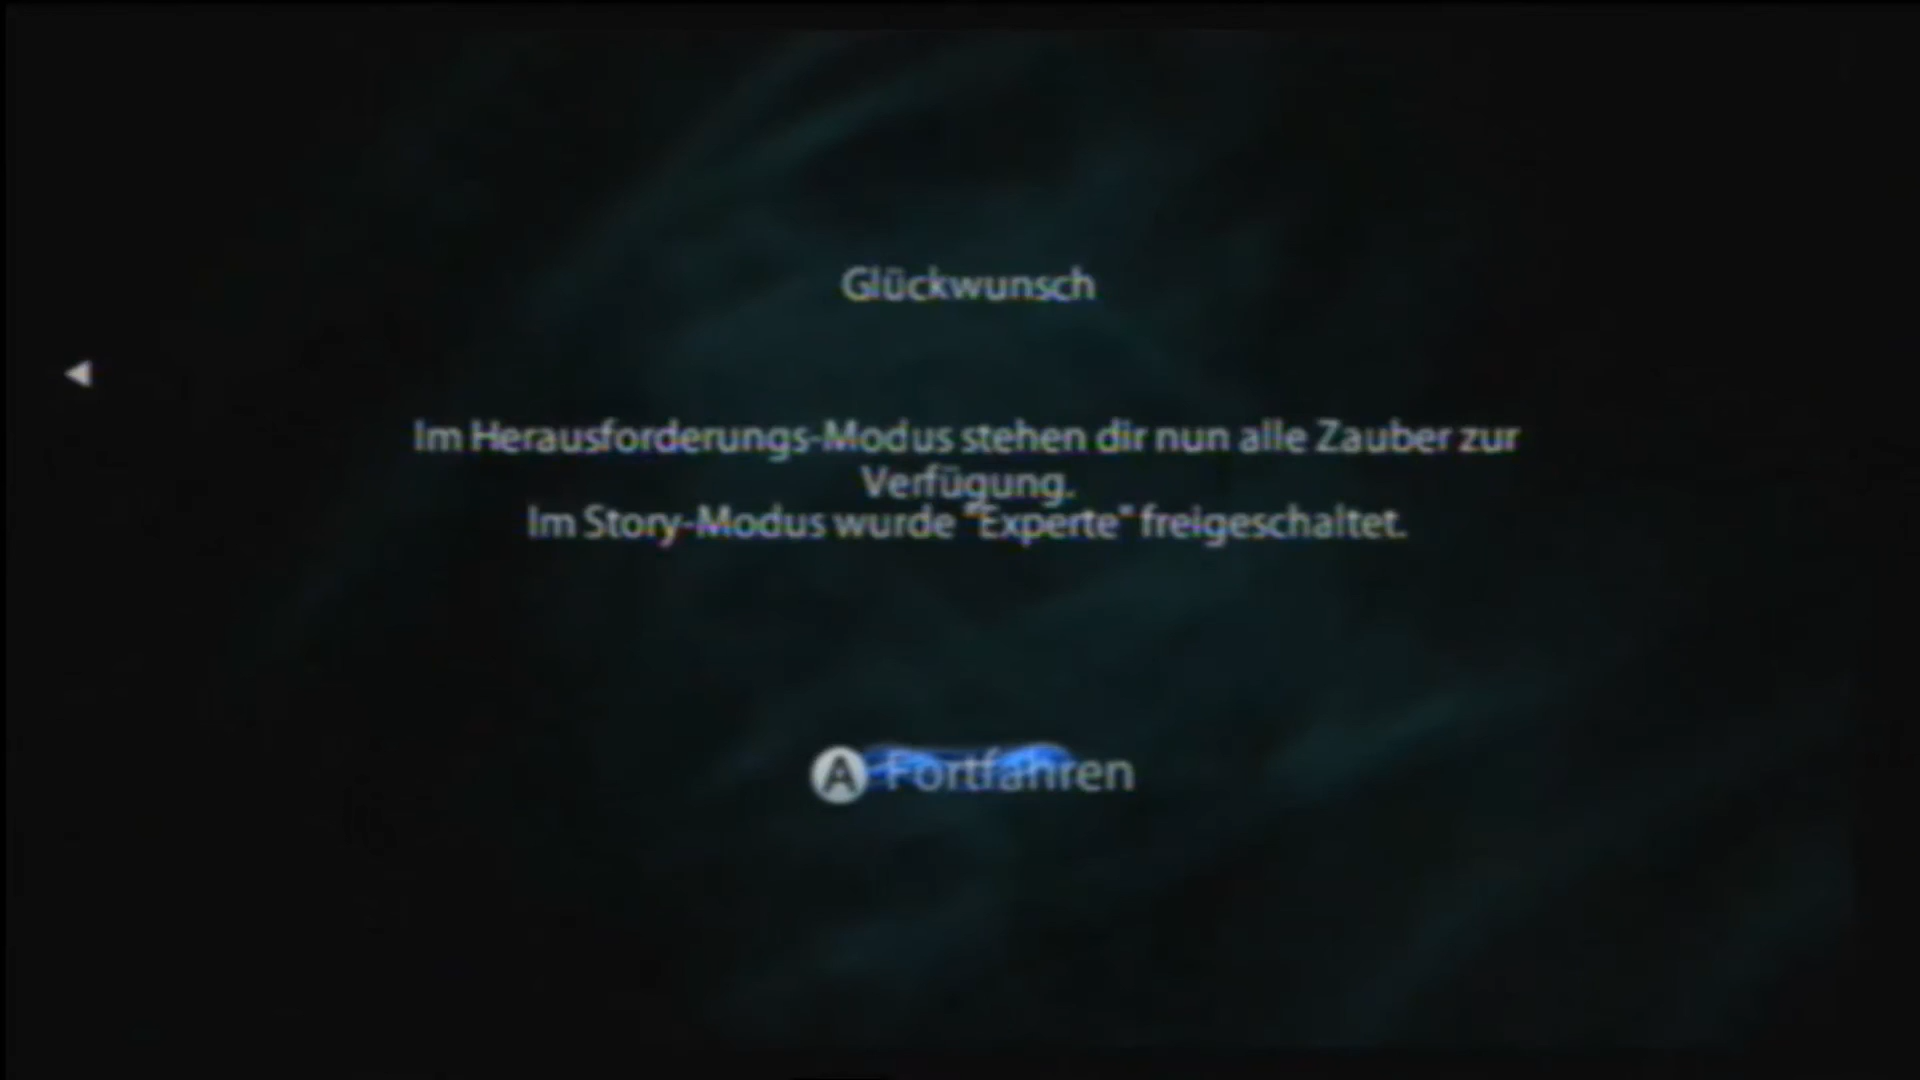 Glückwunsch
Im Herausforderungs-Modus stehen dir nun alle Zauber zur
Verfügung.
Im Story-Modus wurde "Experte" freigeschaltet.
A Fortfahren